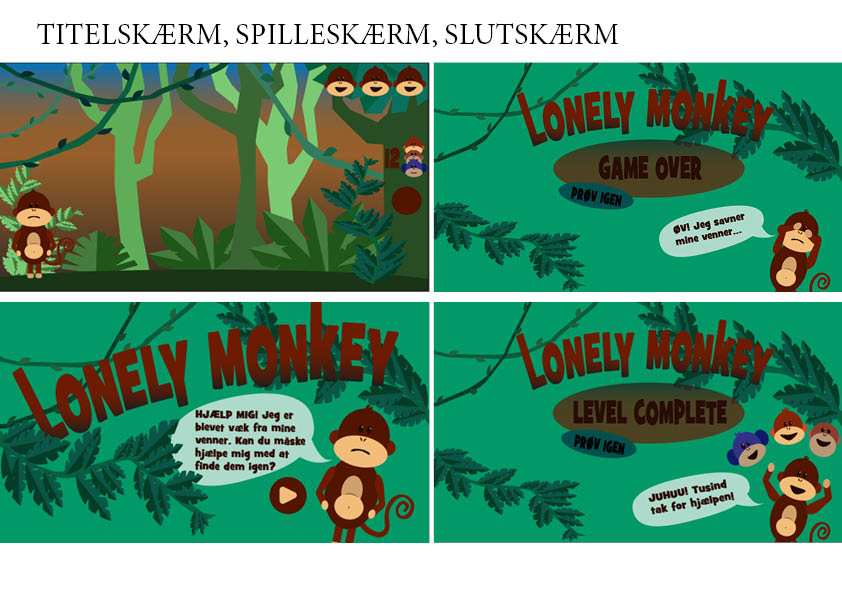 TITELSKÆRM, SPILLESKÆRM, SLUTSKÆRM
12
LONELY MONKEY
GAME OVER
PRØV IGEN
ØV! Jeg savner
mine venner...
LONELY MONKEY
HJÆLP MIG! Jeg er
blevet væk fra mine
venner. Kan du måske
hjælpe mig med at
finde dem igen?
LONELY MONKEY
LEVEL COMPLETE
PRØV IGEN
JUHUU! Tusind
tak for hjælpen!